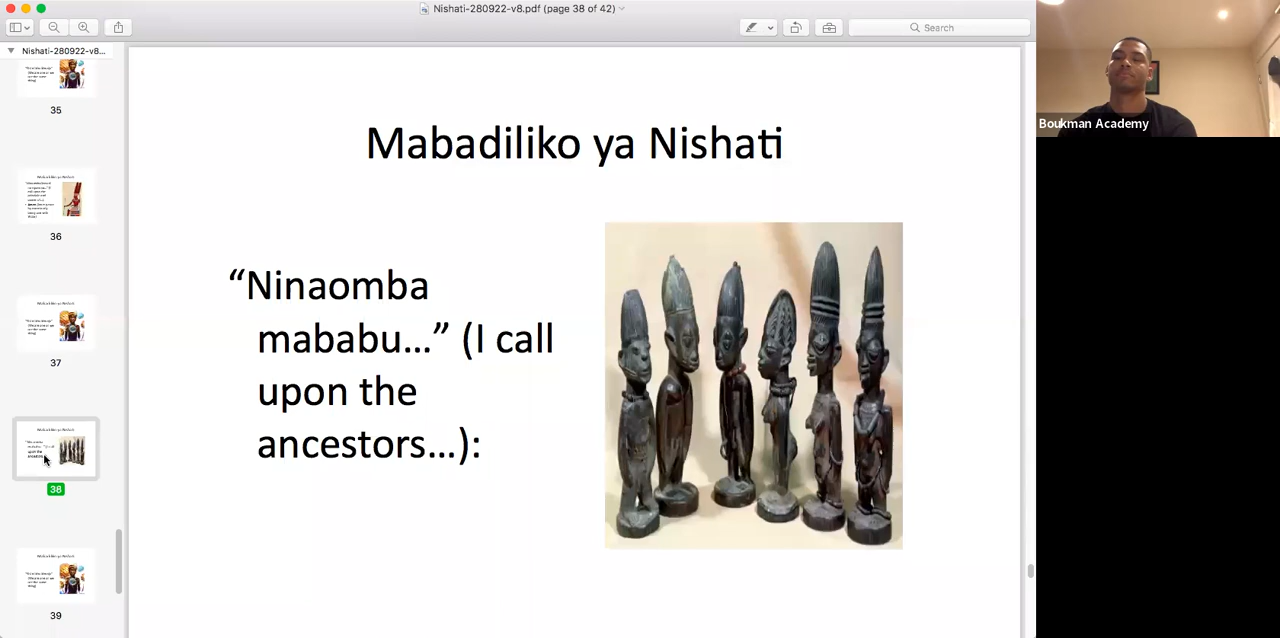 Nishati-280922-v8.pdf (page 38 of 42)
Search
Nishati-280922-v8...
35
36
37
38
39
Mabadiliko ya Nishati
“Ninaomba
mababu...” (I call
upon the
ancestors...):
Boukman Academy